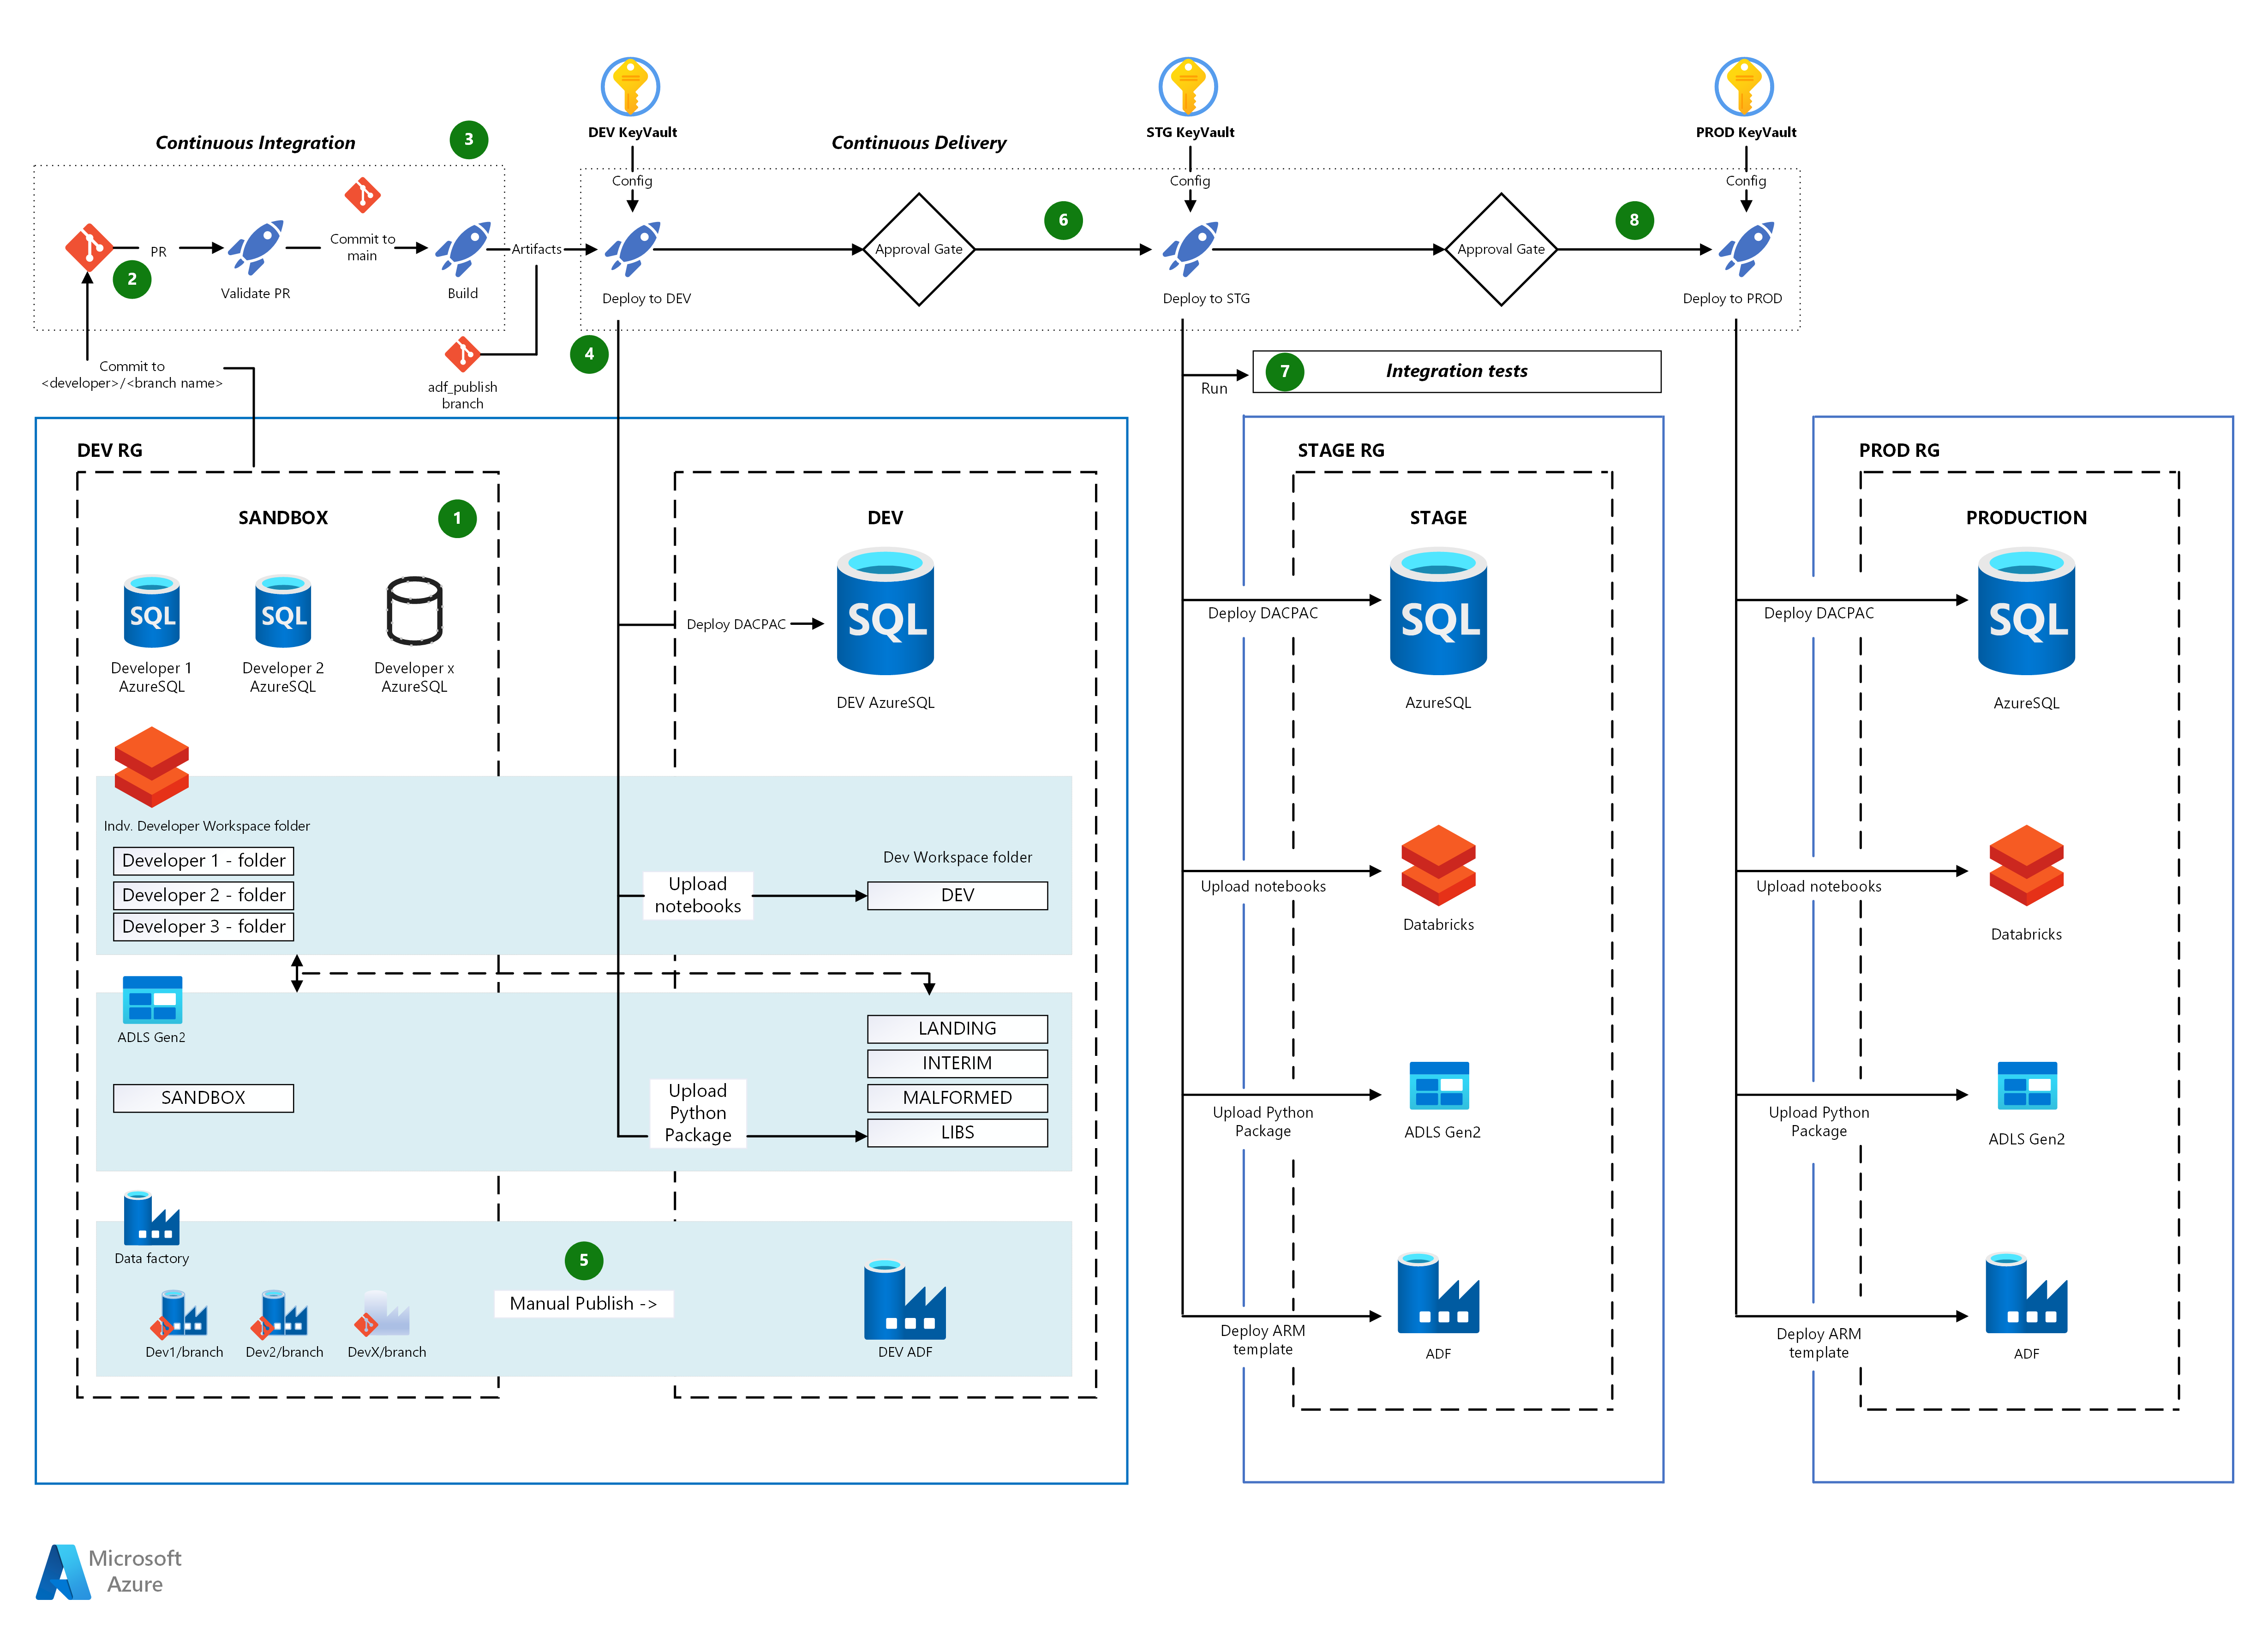 DEV KeyVault
STG KeyVault
PROD KeyVault
Continuous Integration
3
Continuous Delivery
Config
Config
Config
PR
2
Validate PR
Commit to
main
Build
Artifacts
Deploy to DEV
Approval Gate
6
Deploy to STG
Approval Gate
8
Deploy to PROD
Commit to
<developer>/<branch name>
adf_publish
branch
4
Run
7
Integration tests
DEV RG
SANDBOX
1
Developer 1
AzureSQL
Developer 2
AzureSQL
Developer x
AzureSQL
SQL
SQL
DEV
Deploy DACPAC
SQL
DEV AzureSQL
Indv. Developer Workspace folder
Developer 1 - folder
Developer 2 - folder
Developer 3 - folder
Upload
notebooks
Dev Workspace folder
DEV
ADLS Gen2
SANDBOX
Upload
Python
Package
LANDING
INTERIM
MALFORMED
LIBS
Data factory
Dev1/branch
Dev2/branch
DevX/branch
5
Manual Publish ->
DEV ADF
STAGE RG
STAGE
SQL
Deploy DACPAC
AzureSQL
Upload notebooks
Databricks
Upload Python
Package
ADLS Gen2
Deploy ARM
template
ADF
PROD RG
PRODUCTION
SQL
Deploy DACPAC
AzureSQL
Upload notebooks
Databricks
Upload Python
Package
ADLS Gen2
Deploy ARM
template
ADF
Microsoft
Azure